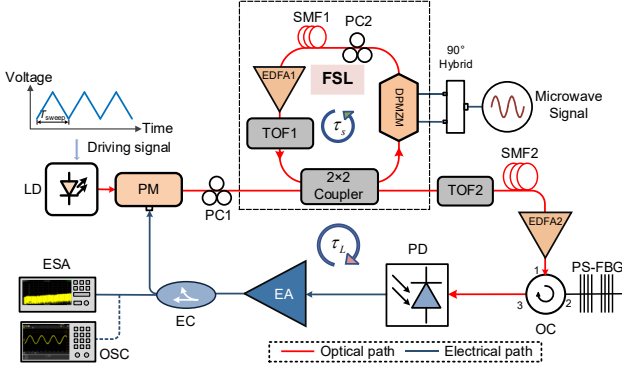 SMF1
PC2
EDFA1
FSL
DPMZM
90°
Hybrid
Microwave
Signal
Voltage
Tsweep
Time
Driving signal
TOF1
τs
2×2
Coupler
LD
PM
PC1
TOF2
SMF2
EDFA2
τL
PD
ESA
OSC
EC
EA
1
2
3
OC
PS-FBG
Optical path
Electrical path